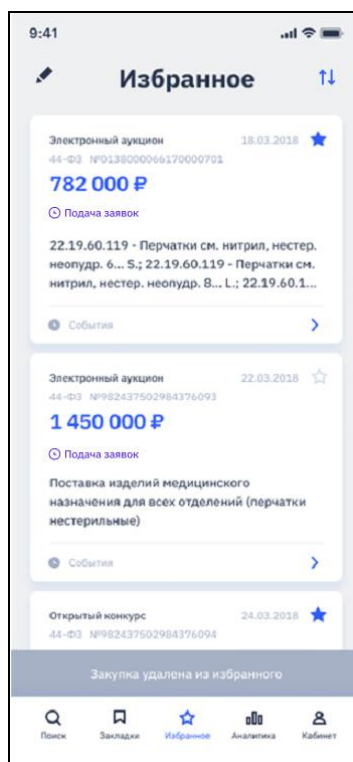 9:41
Избранное
Электронный аукцион 18.03.2018
44-ФЗ №0138000066170000701
782 000 ₽
Подача заявок
22.19.60.119 - Перчатки см. нитрил, нестер.
неопудр. 6... S.; 22.19.60.119 - Перчатки см.
нитрил, нестер. неопудр. 8... L.; 22.19.60.1...
События
Электронный аукцион 22.03.2018
44-ФЗ №982437502984376093
1 450 000 ₽
Подача заявок
Поставка изделий медицинского
назначения для всех отделений (перчатки
нестерильные)
События
Открытый конкурс 24.03.2018
44-ФЗ №982437502984376094
Закупка удалена из избранного
Поиск Закладки Избранное Аналитика Кабинет